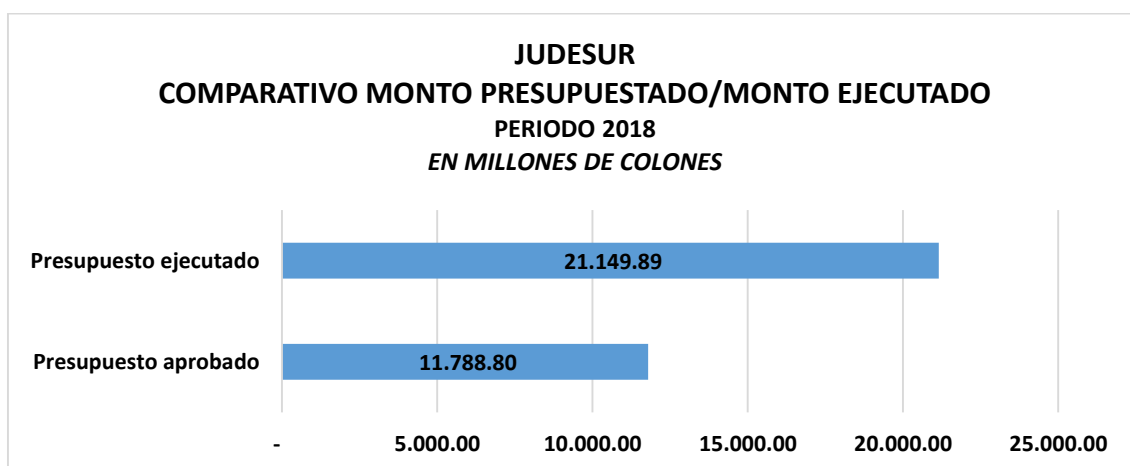 JUDESUR
COMPARATIVO MONTO PRESUPUESTADO/MONTO EJECUTADO
PERIODO 2018
EN MILLONES DE COLONES
Presupuesto ejecutado
21.149.89
Presupuesto aprobado
11.788.80
- 5.000.00 10.000.00 15.000.00 20.000.00 25.000.00